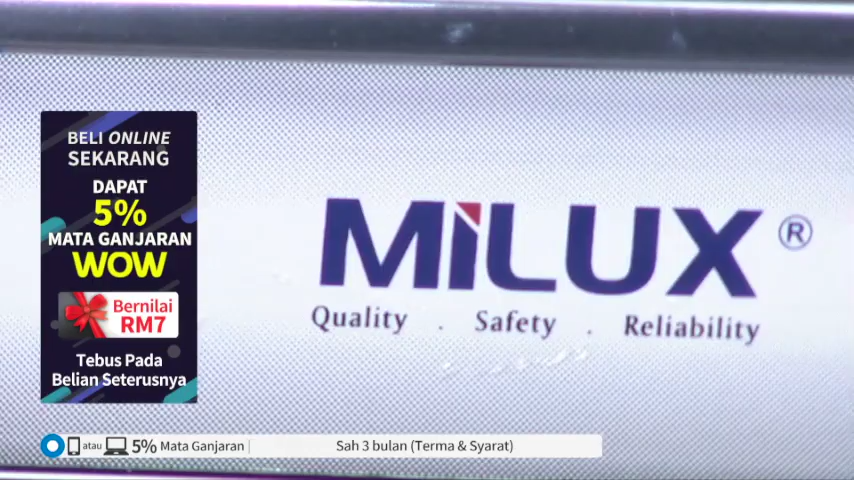 BELI ONLINE
SEKARANG
DAPAT
5%
MATA GANJARAN
WOW
Bernilai
RM7
Tebus Pada
Belian Seterusnya
MiLUX ®
Quality . Safety . Reliability
atau 5% Mata Ganjaran | Sah 3 bulan (Terma & Syarat)